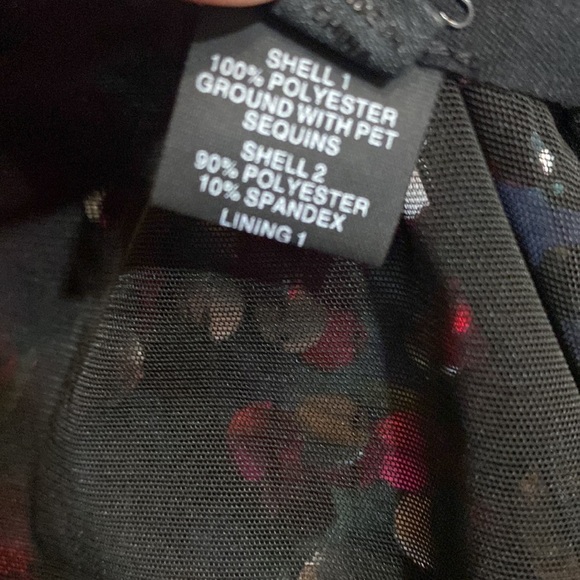 SHELL 1
100% POLYESTER
GROUND WITH PET
SEQUINS
SHELL 2
90% POLYESTER
10% SPANDEX
LINING 1